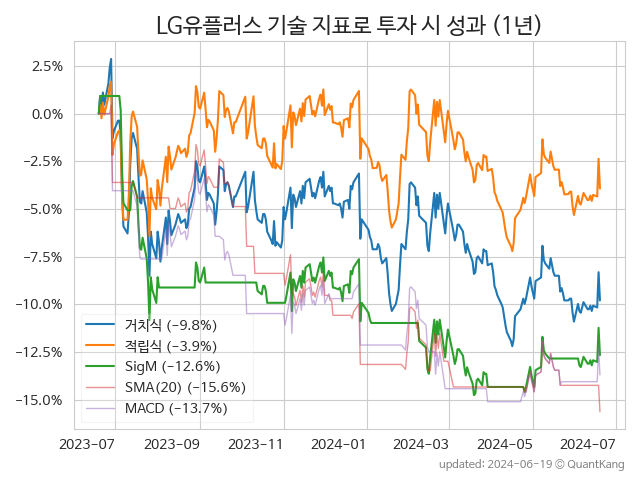 LG유플러스 기술 지표로 투자 시 성과 (1년)
2.5%
0.0%
−2.5%
−5.0%
−7.5%
−10.0%
−12.5%
−15.0%
거치식 (−9.8%)
적립식 (−3.9%)
SigM (−12.6%)
SMA(20) (−15.6%)
MACD (−13.7%)
2023−07 2023−09 2023−11 2024−01 2024−03 2024−05 2024−07
updated: 2024−06−19 ⓒ QuantKang